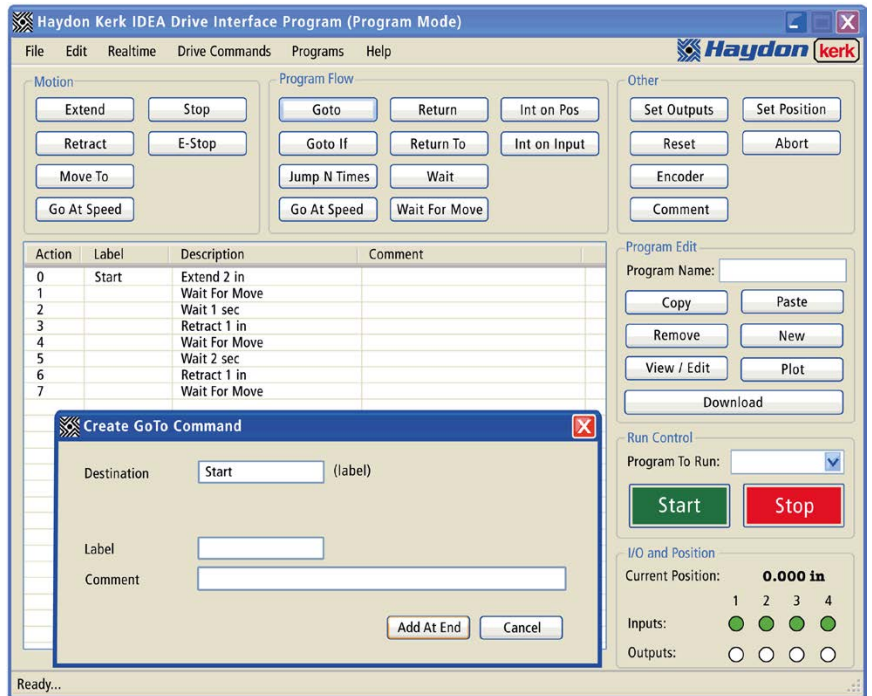 Haydon Kerk IDEA Drive Interface Program (Program Mode)
File Edit Realtime Drive Commands Programs Help
Haydon kerk
Motion
Extend Stop
Retract E-Stop
Move To
Go At Speed
Program Flow
Goto Return Int on Pos
Goto If Return To Int on Input
Jump N Times Wait
Go At Speed Wait For Move
Other
Set Outputs Set Position
Reset Abort
Encoder
Comment
Action Label Description Comment
0 Start Extend 2 in
1 Wait For Move
2 Wait 1 sec
3 Retract 1 in
4 Wait For Move
5 Wait 2 sec
6 Retract 1 in
7 Wait For Move
Create GoTo Command
Destination Start (label)
Label
Comment
Add At End Cancel
Program Edit
Program Name:
Copy Paste
Remove New
View / Edit Plot
Download
Run Control
Program To Run:
Start Stop
I/O and Position
Current Position: 0.000 in
1 2 3 4
Inputs:
Outputs:
Ready...